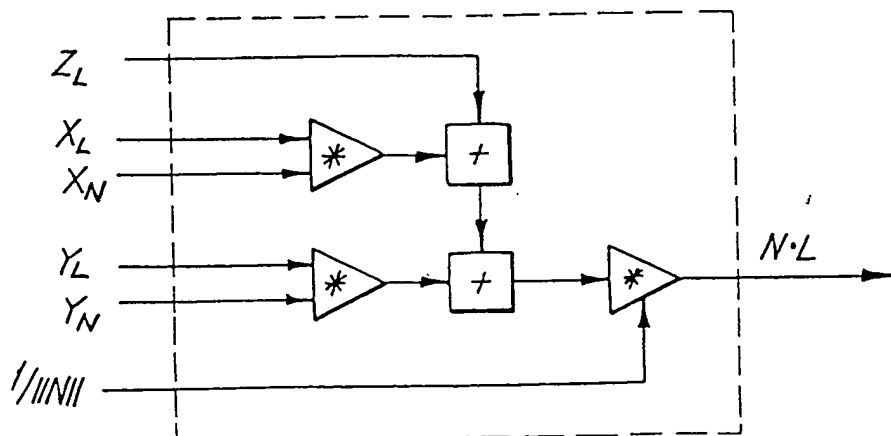 Z_L
X_L
*
+
X_N
Y_L
*
+
*
N·L
Y_N
1/||N||